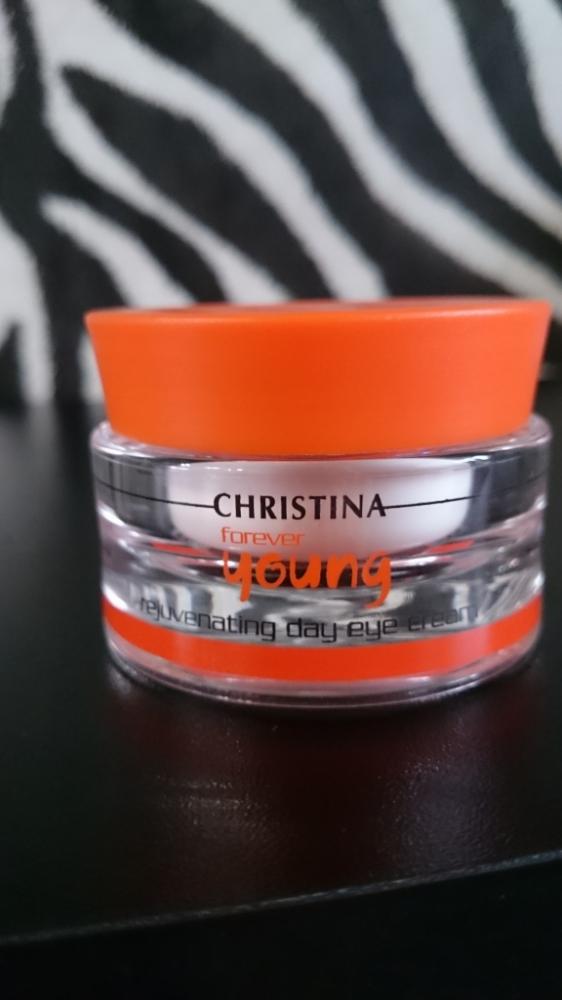 CHRISTINA
forever
young
rejuvenating day eye cream